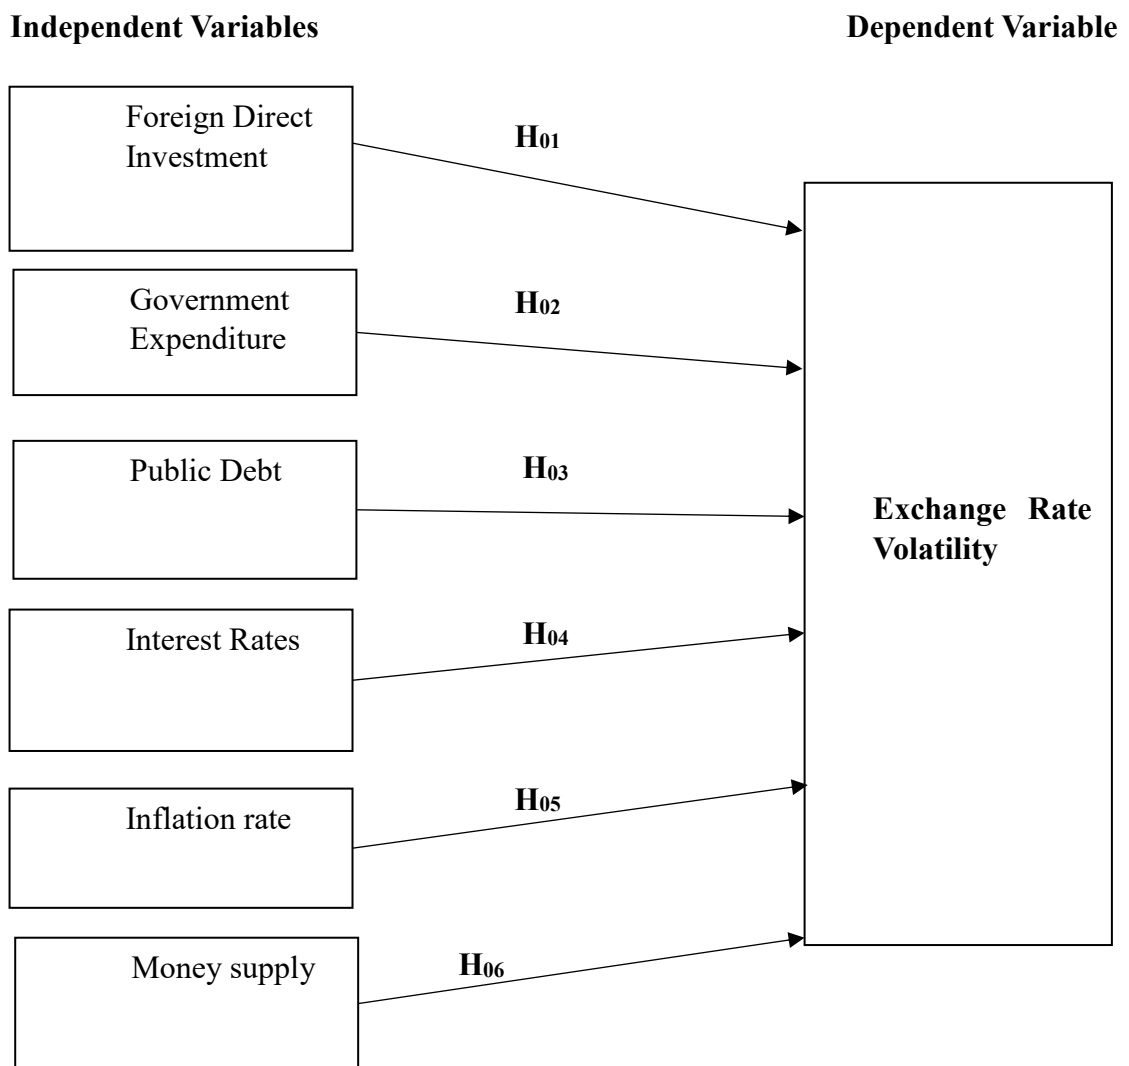 Independent Variables
Dependent Variable
Foreign Direct
Investment
H01
Government
Expenditure
H02
Public Debt
H03
Exchange Rate
Volatility
Interest Rates
H04
Inflation rate
H05
Money supply
H06